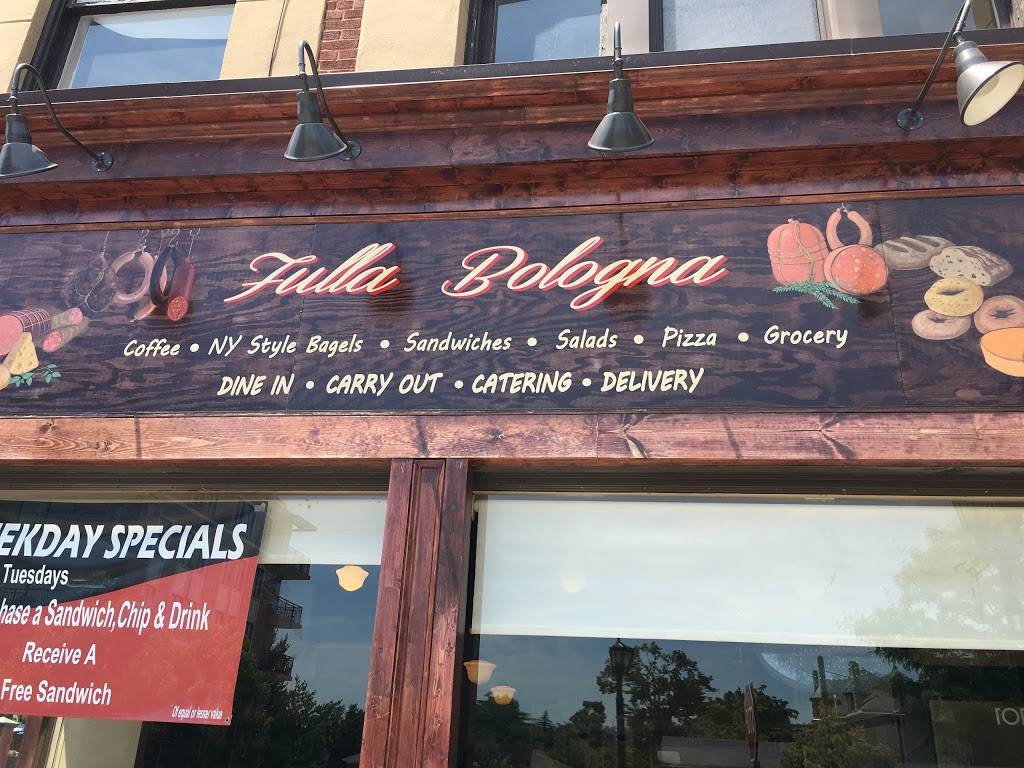 Fulla Bologna
Coffee • NY Style Bagels • Sandwiches • Salads • Pizza • Grocery
DINE IN • CARRY OUT • CATERING • DELIVERY
EKDAY SPECIALS
Tuesdays
hase a Sandwich, Chip & Drink
Receive A
Free Sandwich
Of equal or lesser value